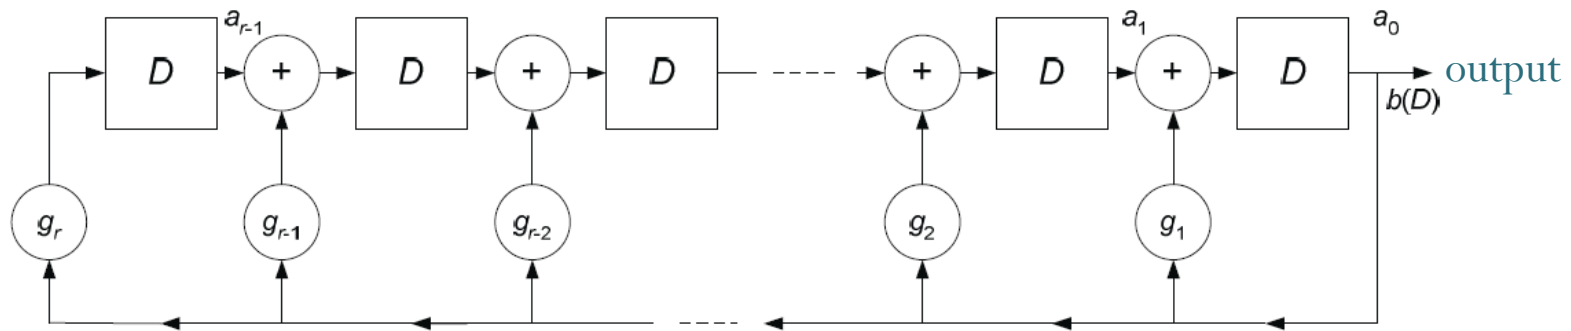 a_{r-1} a_1 a_0
D + D + D + D + D output
b(D)
g_r g_{r-1} g_{r-2} g_2 g_1